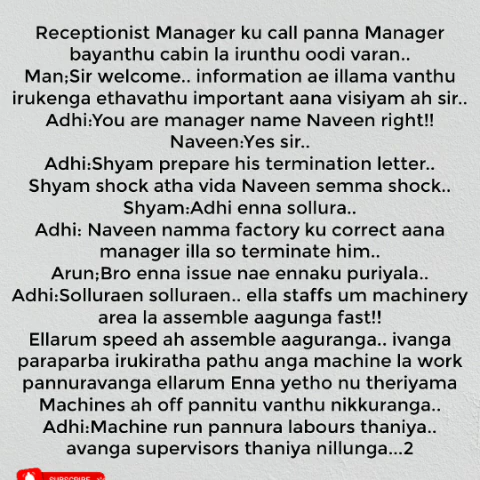 Receptionist Manager ku call panna Manager
bayanthu cabin la irunthu oodi varan..
Man;Sir welcome.. information ae illama vanthu
irukenga ethavathu important aana visiyam ah sir..
Adhi:You are manager name Naveen right!!
Naveen:Yes sir..
Adhi:Shyam prepare his termination letter..
Shyam shock atha vida Naveen semma shock..
Shyam:Adhi enna sollura..
Adhi: Naveen namma factory ku correct aana
manager illa so terminate him..
Arun;Bro enna issue nae ennaku puriyala..
Adhi:Solluraen solluraen.. ella staffs um machinery
area la assemble aagunga fast!!
Ellarum speed ah assemble aaguranga.. ivanga
paraparba irukiratha pathu anga machine la work
pannuravanga ellarum Enna yetho nu theriyama
Machines ah off pannitu vanthu nikkuranga..
Adhi:Machine run pannura labours thaniya..
avanga supervisors thaniya nillunga...2
SUBSCRIBE